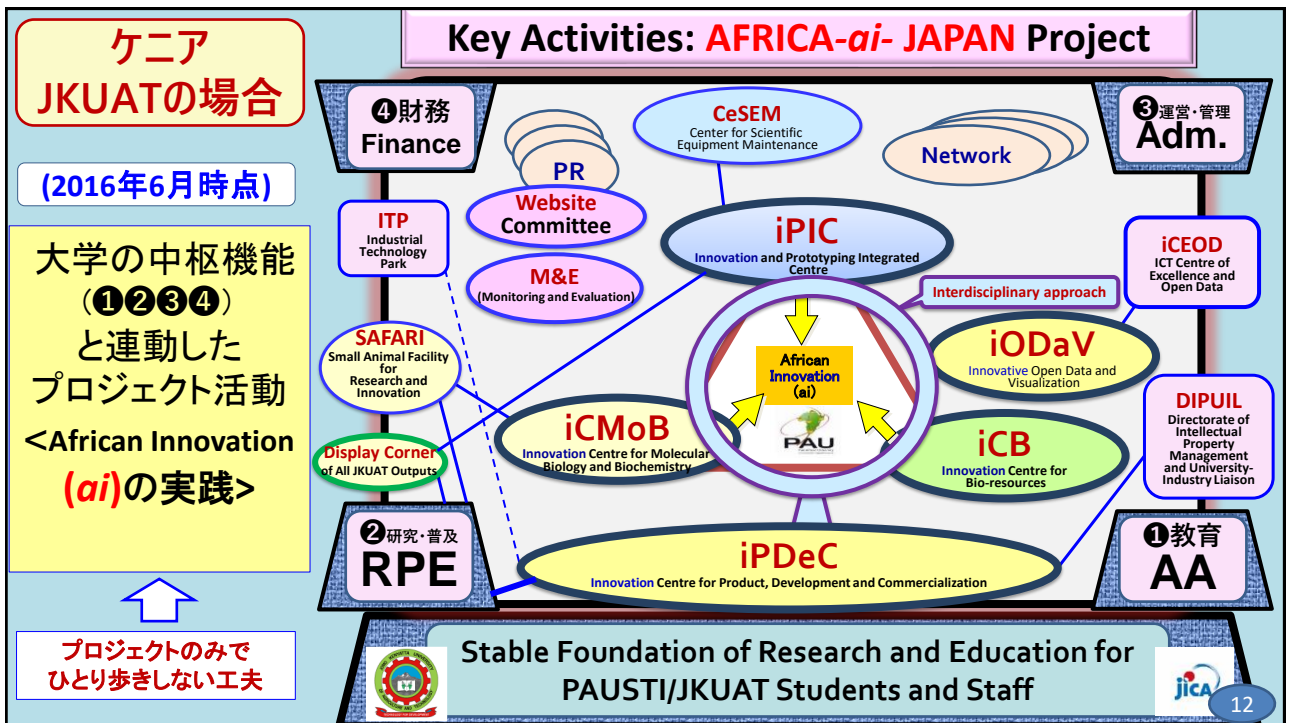 ケニア
JKUATの場合
(2016年6月時点)
大学の中枢機能
(❶❷❸❹)
と連動した
プロジェクト活動
<African Innovation
(ai)の実践>
プロジェクトのみで
ひとり歩きしない工夫
Key Activities: AFRICA-ai- JAPAN Project
❹財務
Finance
❸運営・管理
Adm.
CeSEM
Center for Scientific
Equipment Maintenance
PR
Network
Website
Committee
ITP
Industrial
Technology
Park
M&E
(Monitoring and Evaluation)
iPIC
Innovation and Prototyping Integrated
Centre
iCEOD
ICT Centre of
Excellence and
Open Data
Interdisciplinary approach
SAFARI
Small Animal Facility
for
Research and
Innovation
African
Innovation
(ai)
PAU
iODaV
Innovative Open Data and
Visualization
DIPUIL
Directorate of
Intellectual
Property
Management
and University-
Industry Liaison
Display Corner
of All JKUAT Outputs
iCMoB
Innovation Centre for Molecular
Biology and Biochemistry
iCB
Innovation Centre for
Bio-resources
❷研究・普及
RPE
iPDeC
Innovation Centre for Product, Development and Commercialization
❶教育
AA
Stable Foundation of Research and Education for
PAUSTI/JKUAT Students and Staff
jICA
12